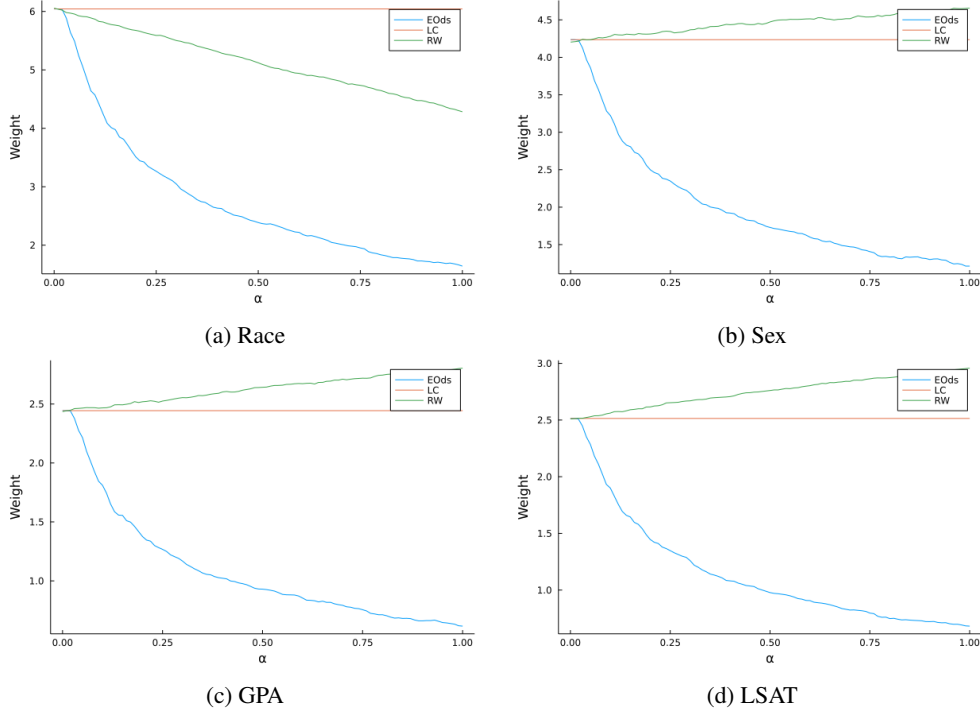 6
5
4
3
2
Weight
0.00 0.25 0.50 0.75 1.00
α
EOds
LC
RW
(a) Race
4.5
4.0
3.5
3.0
2.5
2.0
1.5
Weight
0.00 0.25 0.50 0.75 1.00
α
EOds
LC
RW
(b) Sex
2.5
2.0
1.5
1.0
Weight
0.00 0.25 0.50 0.75 1.00
α
EOds
LC
RW
(c) GPA
3.0
2.5
2.0
1.5
1.0
Weight
0.00 0.25 0.50 0.75 1.00
α
EOds
LC
RW
(d) LSAT